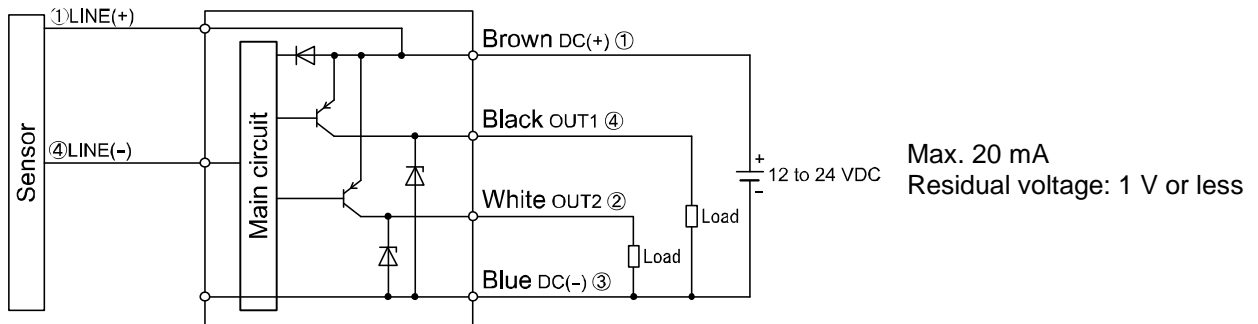 ①LINE(+)
Brown DC(+) ①
Sensor
Main circuit
Black OUT1 ④
④LINE(-)
+
12 to 24 VDC
-
Max. 20 mA
Residual voltage: 1 V or less
White OUT2 ②
Load
Load
Blue DC(-) ③